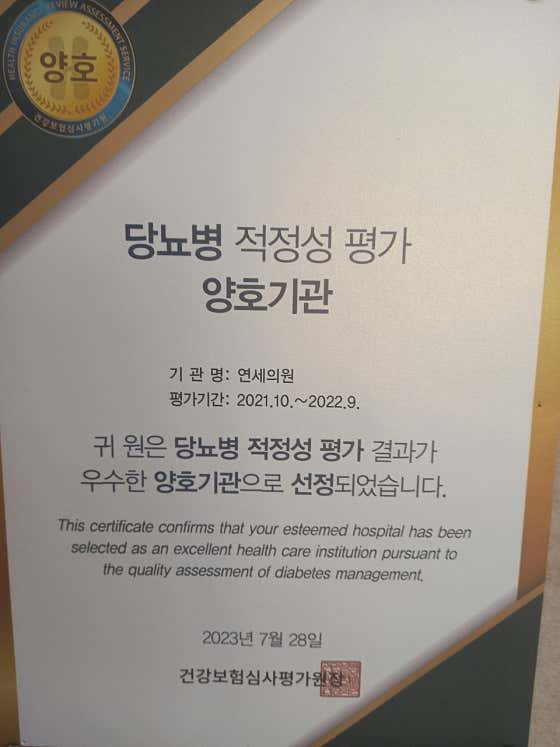 HEALTH INSURANCE REVIEW ASSESSMENT SERVICE
양호
건강보험심사평가원
당뇨병 적정성 평가
양호기관
기 관 명: 연세의원
평가기간: 2021.10.~2022.9.
귀 원은 당뇨병 적정성 평가 결과가
우수한 양호기관으로 선정되었습니다.
This certificate confirms that your esteemed hospital has been
selected as an excellent health care institution pursuant to
the quality assessment of diabetes management.
2023년 7월 28일
건강보험심사평가원장